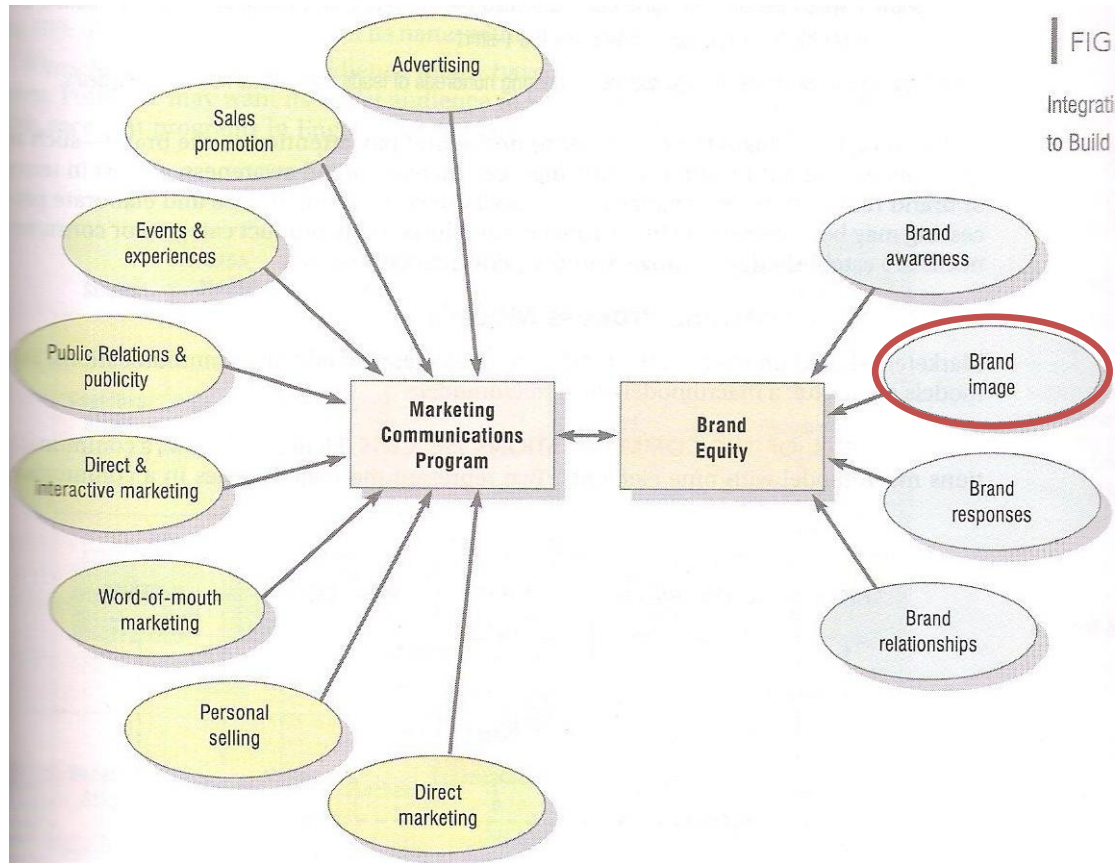 FIG
Integrati
to Build
Advertising
Sales
promotion
Events &
experiences
Public Relations &
publicity
Direct &
interactive marketing
Word-of-mouth
marketing
Personal
selling
Direct
marketing
Marketing
Communications
Program
Brand
Equity
Brand
awareness
Brand
image
Brand
responses
Brand
relationships